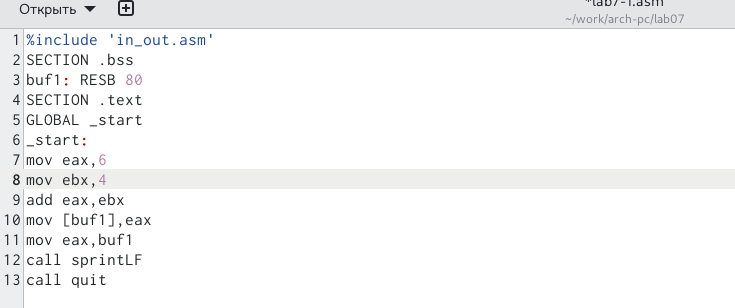 Открыть
*lab7-1.asm
~/work/arch-pc/lab07
1 %include 'in_out.asm'
2 SECTION .bss
3 buf1: RESB 80
4 SECTION .text
5 GLOBAL _start
6 _start:
7 mov eax,6
8 mov ebx,4
9 add eax,ebx
10 mov [buf1],eax
11 mov eax,buf1
12 call sprintLF
13 call quit